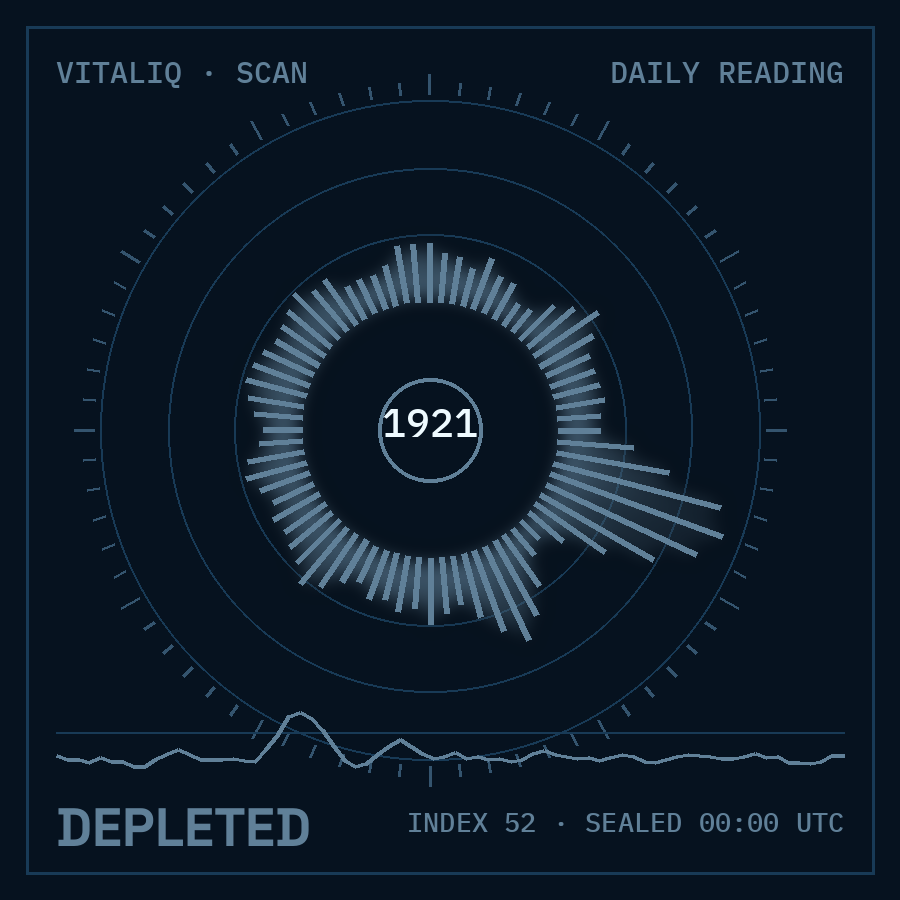 VITALIQ · SCAN
DAILY READING
1921
DEPLETED
INDEX 52 · SEALED 00:00 UTC